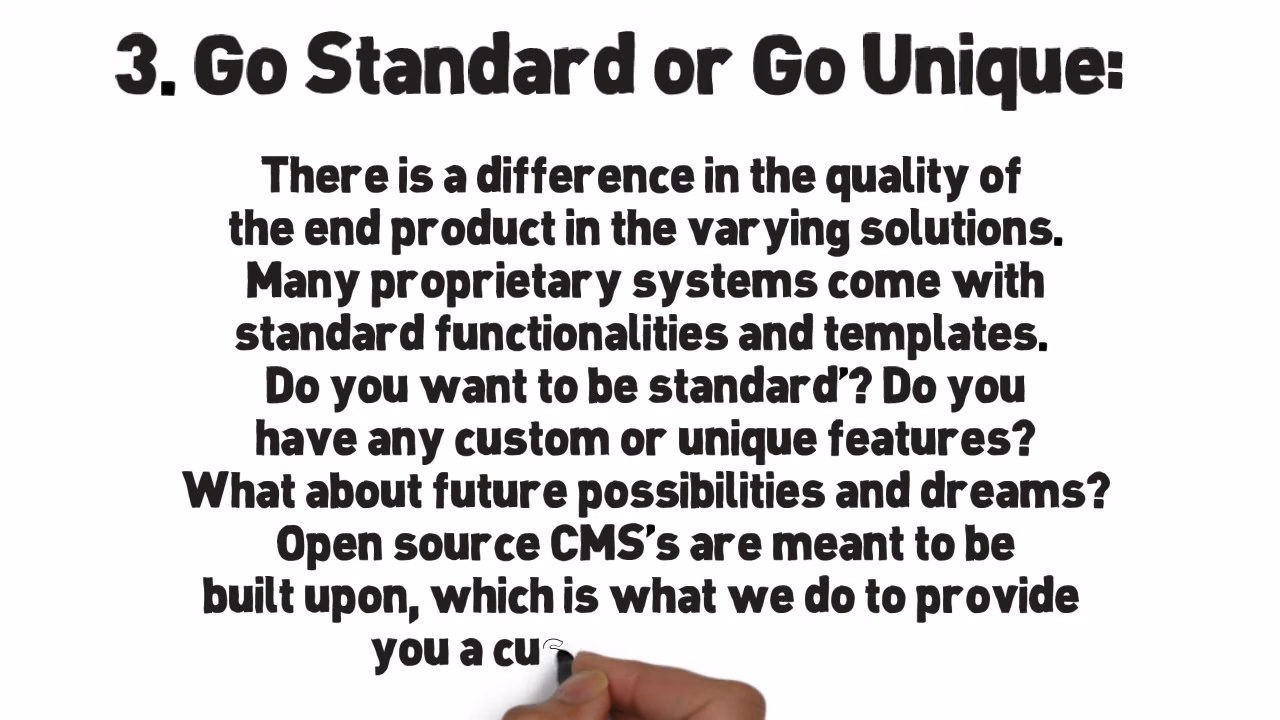 3. Go Standard or Go Unique:
There is a difference in the quality of
the end product in the varying solutions.
Many proprietary systems come with
standard functionalities and templates.
Do you want to be standard'? Do you
have any custom or unique features?
What about future possibilities and dreams?
Open source CMS's are meant to be
built upon, which is what we do to provide
you a cu